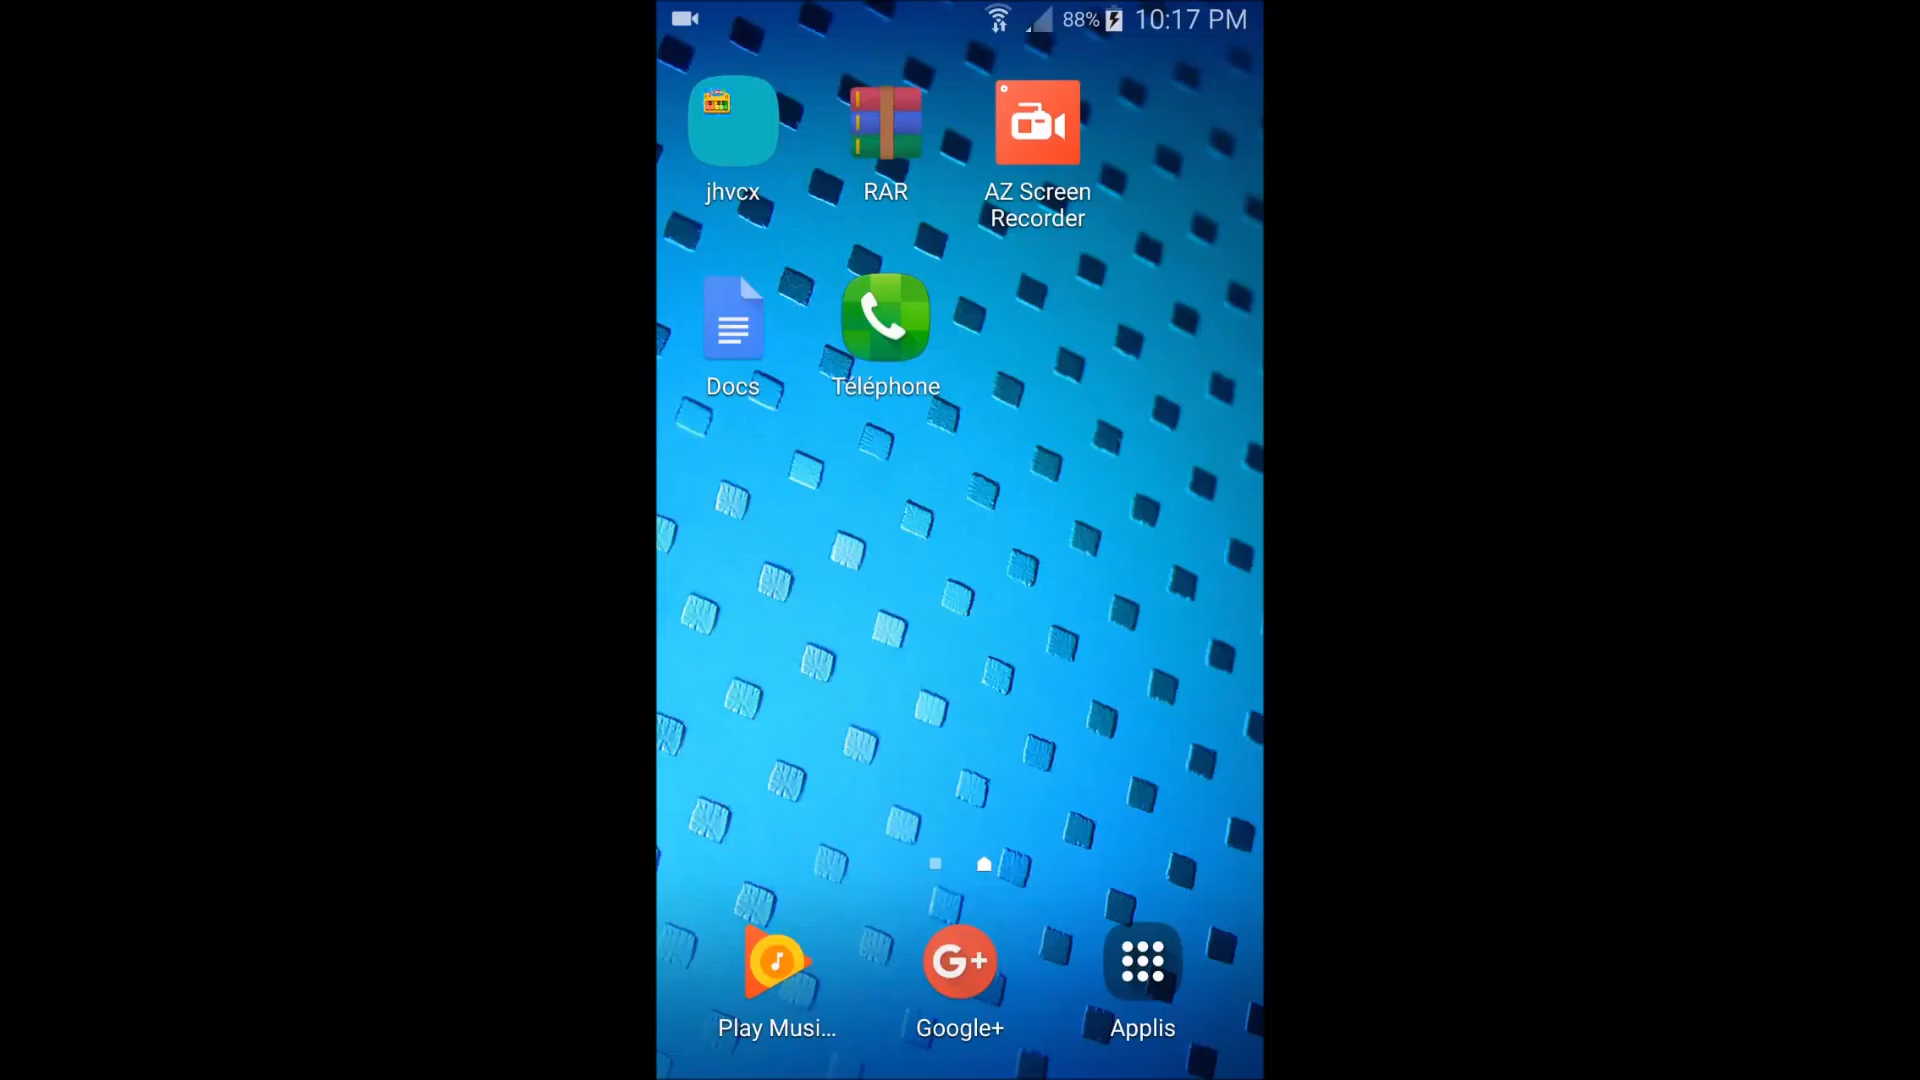 88% 10:17 PM
jhvcx
RAR
AZ Screen
Recorder
Docs
Téléphone
G+
Play Musi...
Google+
Applis